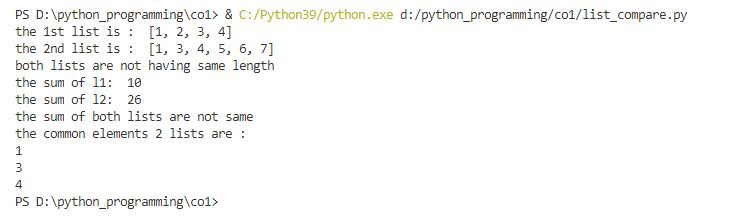 PS D:\python_programming\co1> & C:/Python39/python.exe d:/python_programming/co1/list_compare.py
the 1st list is :  [1, 2, 3, 4]
the 2nd list is :  [1, 3, 4, 5, 6, 7]
both lists are not having same length
the sum of l1:  10
the sum of l2:  26
the sum of both lists are not same
the common elements 2 lists are :
1
3
4
PS D:\python_programming\co1>